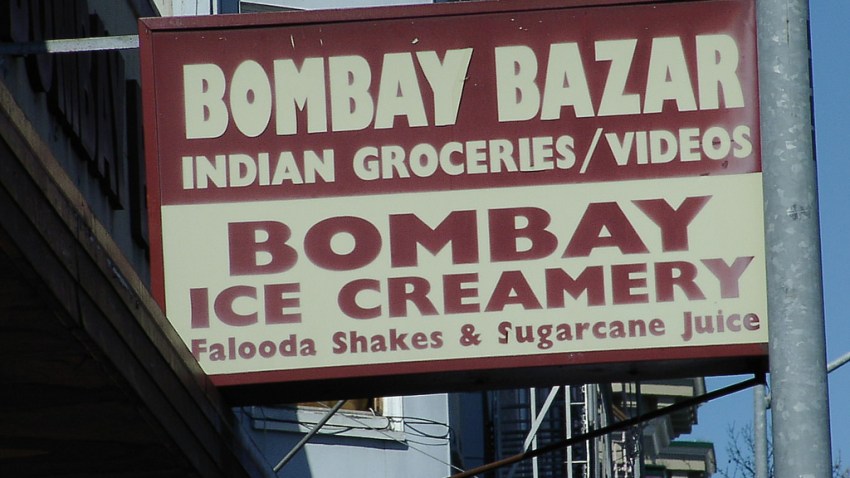 BOMBAY BAZAR
INDIAN GROCERIES/VIDEOS
BOMBAY
ICE CREAMERY
Falooda Shakes & Sugarcane Juice